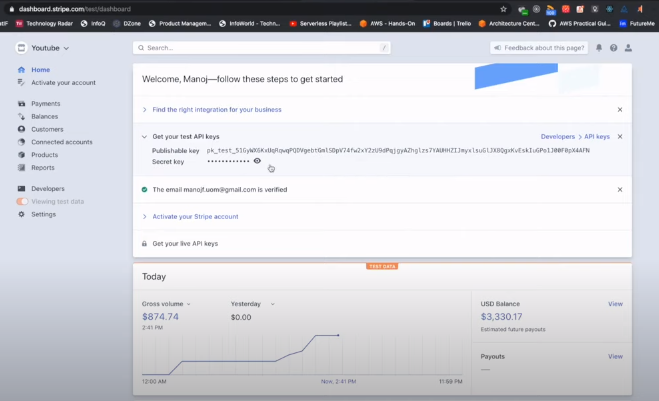 dashboard.stripe.com/test/dashboard
Technology Radar
InfoQ
DZone
Product Managem...
InfoWorld - Techn...
Serverless Playlist...
AWS - Hands-On
Boards | Trello
Architecture Cent...
AWS Practical Guid...
FutureMe
Youtube
Search...
/
Feedback about this page?
Home
Activate your account
Payments
Balances
Customers
Connected accounts
Products
Reports
Developers
Viewing test data
Settings
Welcome, Manoj—follow these steps to get started
Find the right integration for your business
Get your test API keys
Developers > API keys
Publishable key
Secret key ••••••••••••
The email manojf.uom@gmail.com is verified
Activate your Stripe account
Get your live API keys
TEST DATA
Today
Gross volume
Yesterday
$874.74
$0.00
2:41 PM
12:00 AM
Now, 2:41 PM
11:59 PM
USD Balance
View
$3,330.17
Estimated future payouts
Payouts
View
—